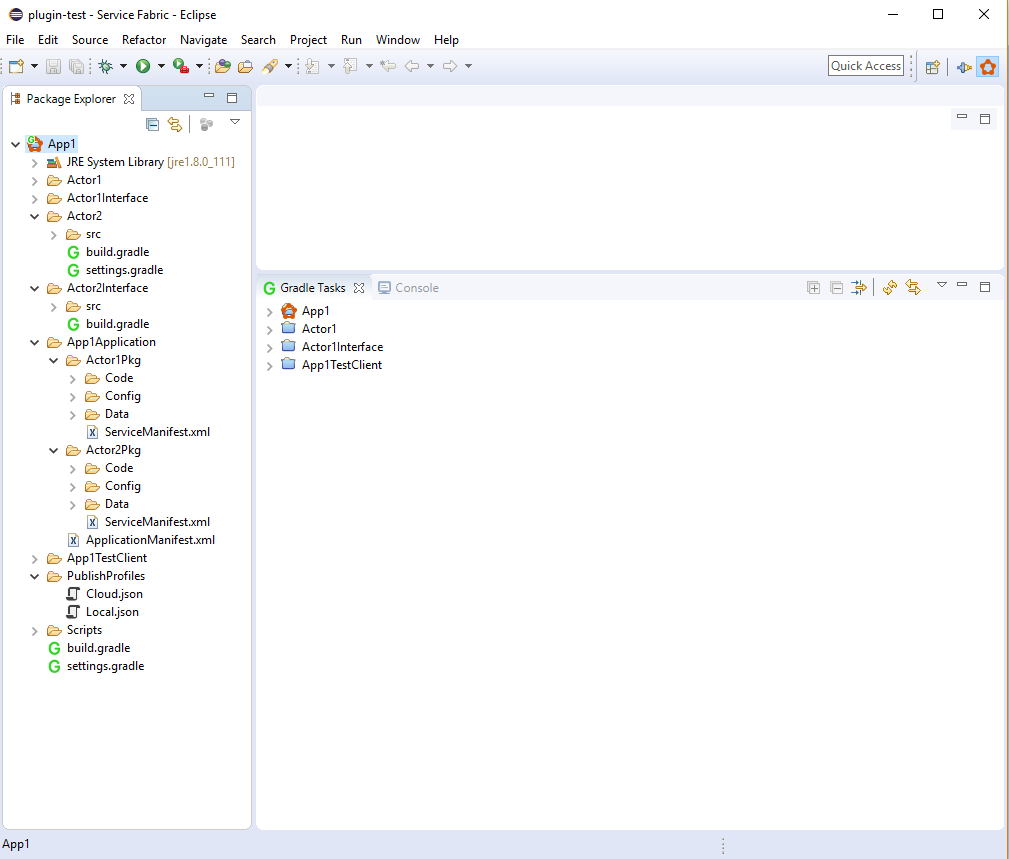 plugin-test - Service Fabric - Eclipse
File Edit Source Refactor Navigate Search Project Run Window Help
Quick Access
Package Explorer
App1
JRE System Library [jre1.8.0_111]
Actor1
Actor1Interface
Actor2
src
build.gradle
settings.gradle
Actor2Interface
src
build.gradle
App1Application
Actor1Pkg
Code
Config
Data
ServiceManifest.xml
Actor2Pkg
Code
Config
Data
ServiceManifest.xml
ApplicationManifest.xml
App1TestClient
PublishProfiles
Cloud.json
Local.json
Scripts
build.gradle
settings.gradle
Gradle Tasks Console
App1
Actor1
Actor1Interface
App1TestClient
App1